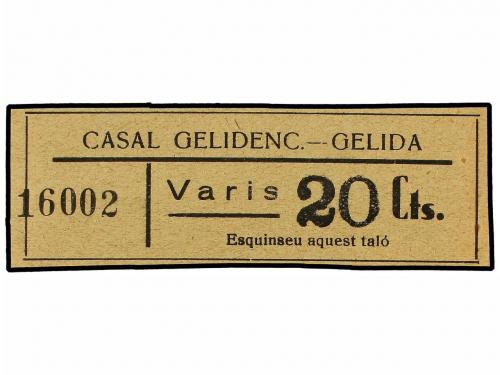 CASAL GELIDENC.—GELIDA
16002
Varis 20 Cts.
Esquinseu aquest taló